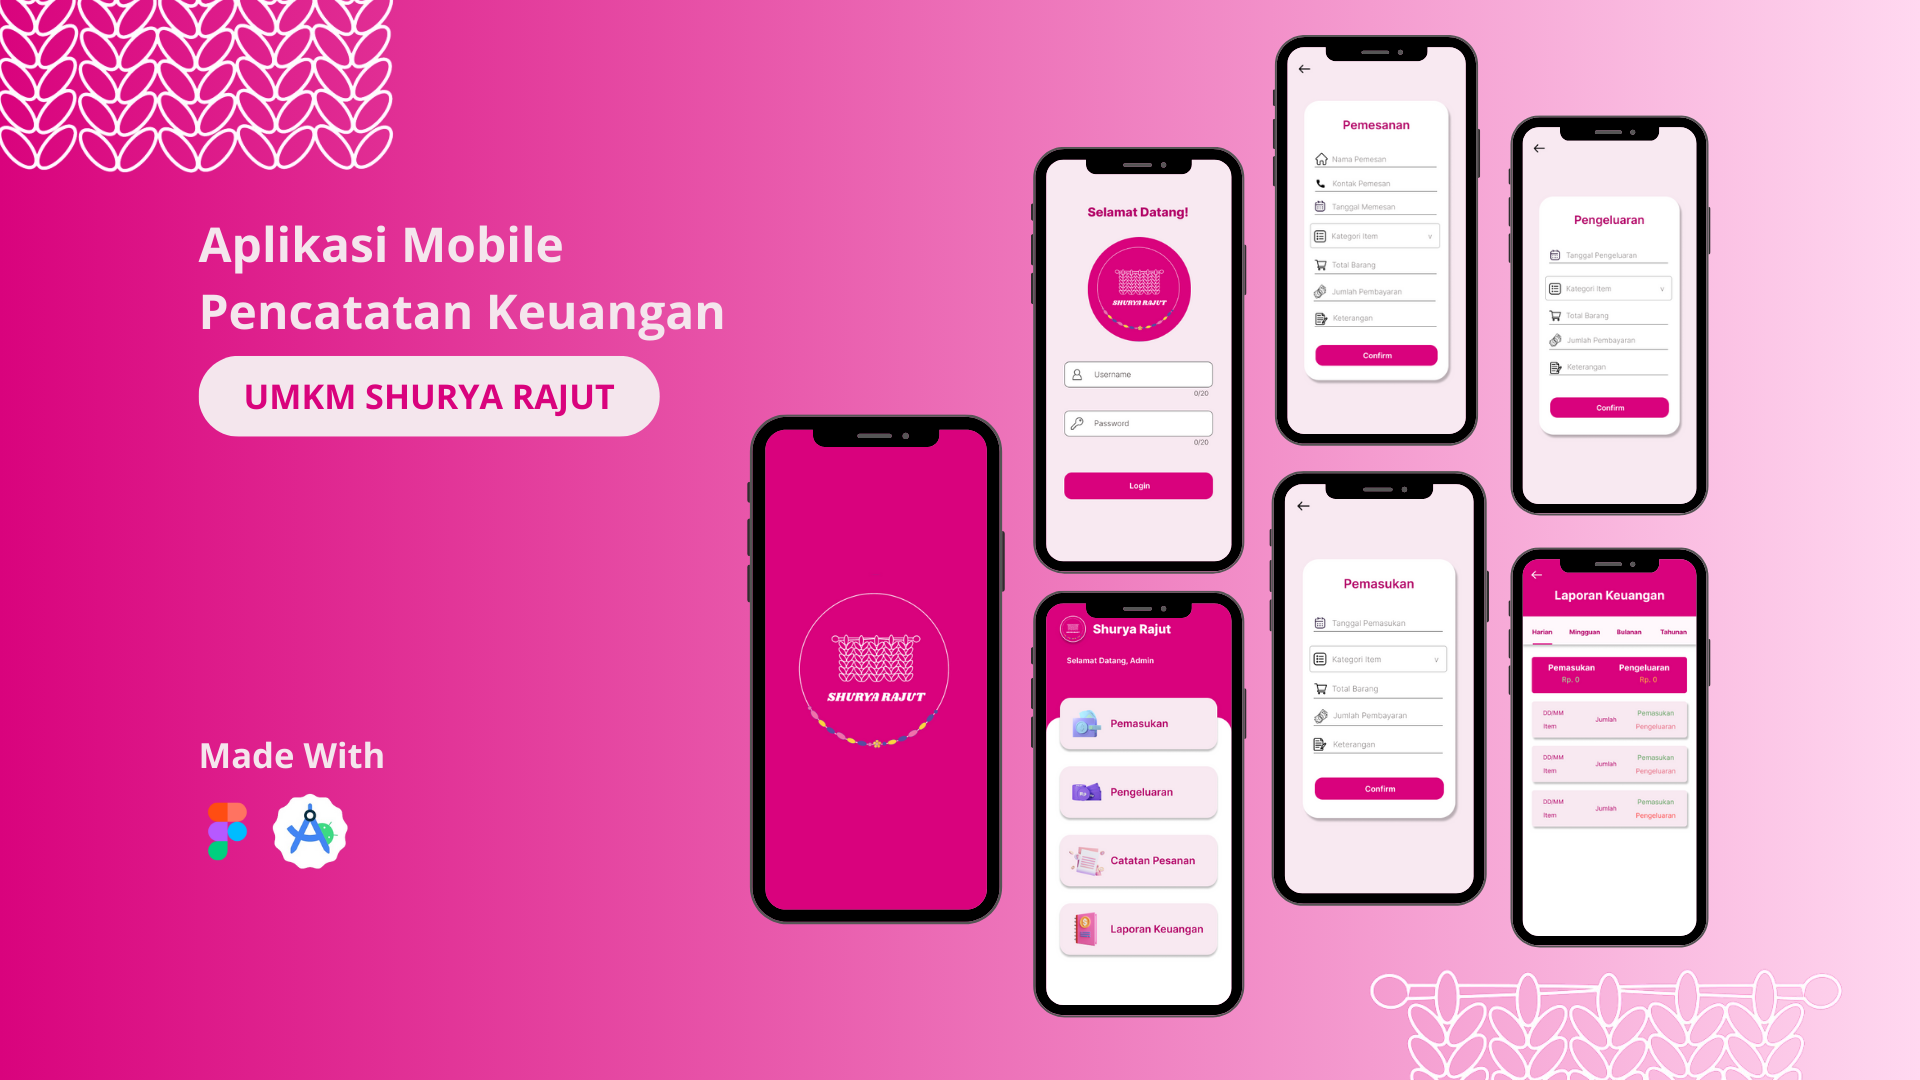 Aplikasi Mobile
Pencatatan Keuangan
UMKM SHURYA RAJUT
Made With
SHURYA RAJUT
Selamat Datang!
SHURYA RAJUT
Username
0/20
Password
0/20
Login
Shurya Rajut
Selamat Datang, Admin
Pemasukan
Pengeluaran
Catatan Pesanan
Laporan Keuangan
Pemesanan
Nama Pemesan
Kontak Pemesan
Tanggal Memesan
Kategori Item
Total Barang
Jumlah Pembayaran
Keterangan
Confirm
Pemasukan
Tanggal Pemasukan
Kategori Item
Total Barang
Jumlah Pembayaran
Keterangan
Confirm
Pengeluaran
Tanggal Pengeluaran
Kategori Item
Total Barang
Jumlah Pembayaran
Keterangan
Confirm
Laporan Keuangan
Harian Mingguan Bulanan Tahunan
Pemasukan Pengeluaran
Rp. 0 Rp. 0
DD/MM Jumlah Pemasukan
Item Pengeluaran
DD/MM Jumlah Pemasukan
Item Pengeluaran
DD/MM Jumlah Pemasukan
Item Pengeluaran